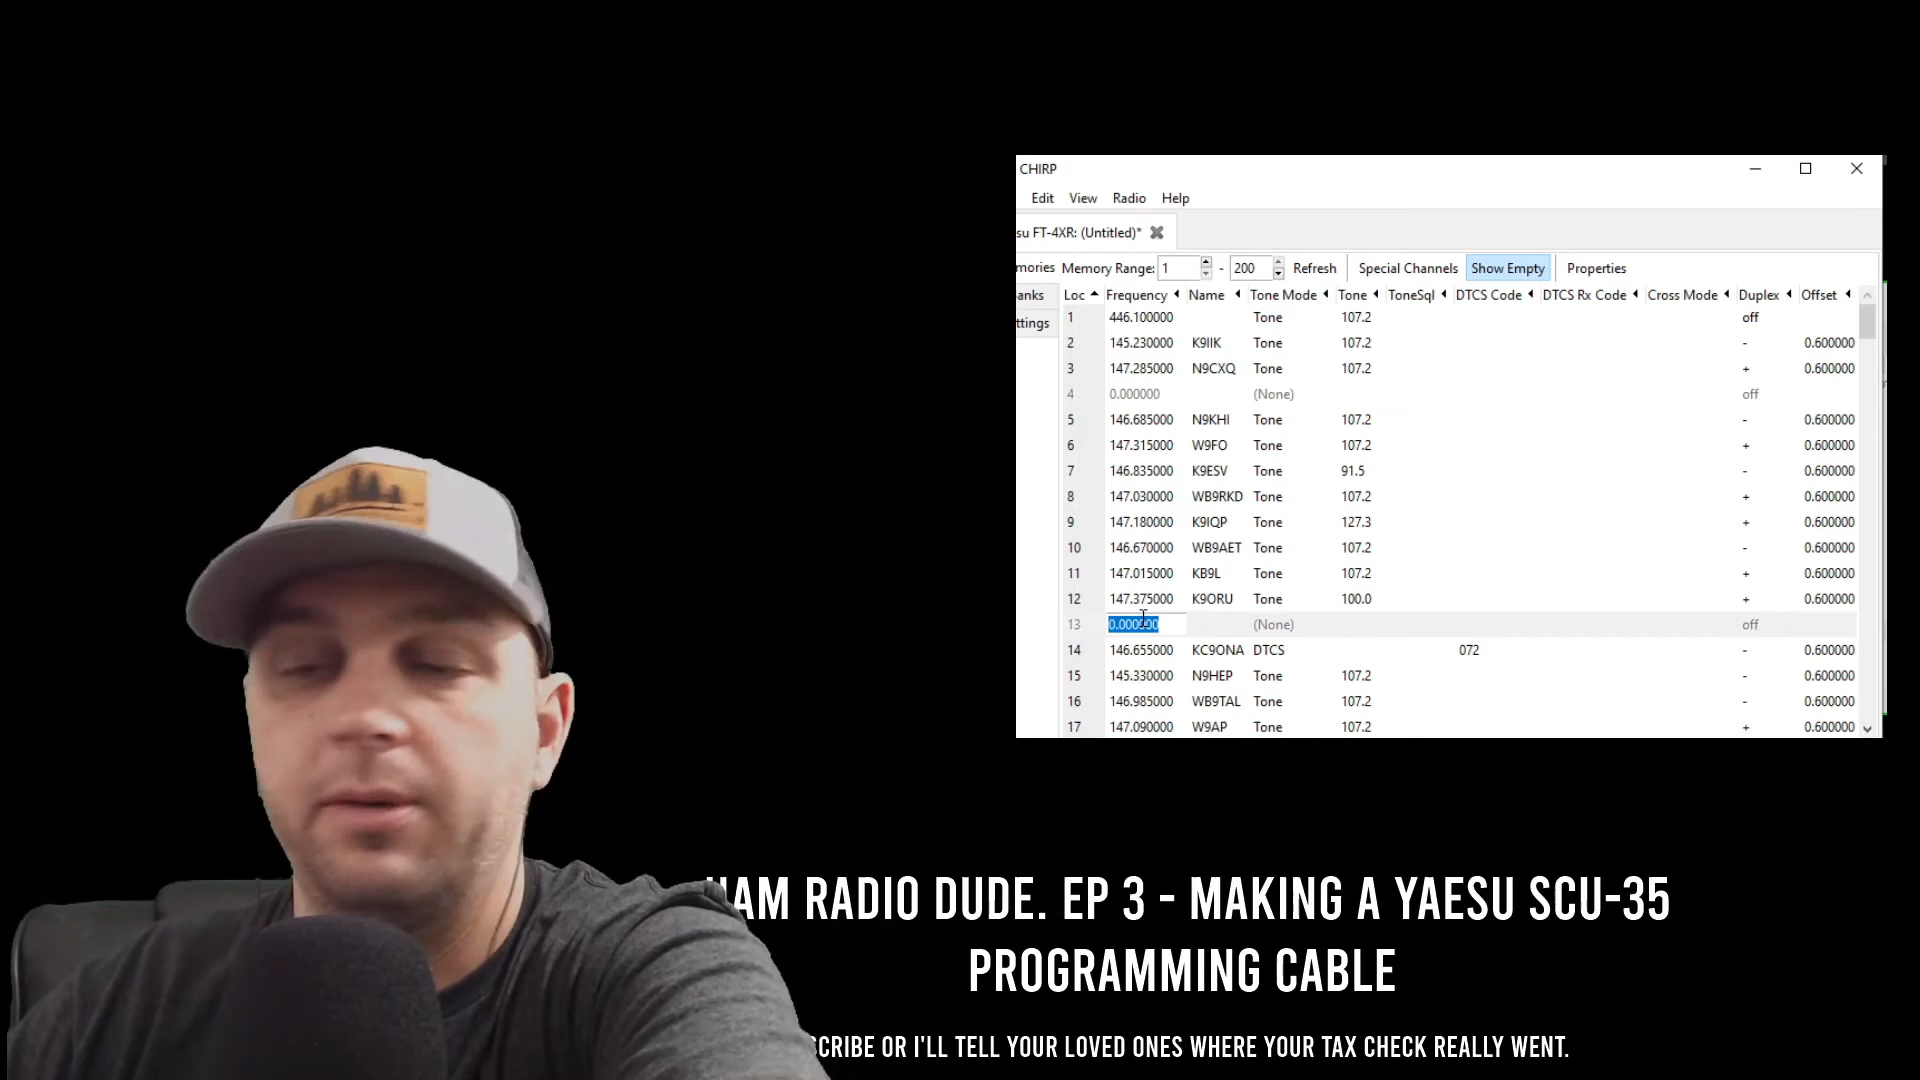 CHIRP
Edit View Radio Help
su FT-4XR: (Untitled)*
mories Memory Range: 1 - 200 Refresh Special Channels Show Empty Properties
anks Loc Frequency Name Tone Mode Tone ToneSql DTCS Code DTCS Rx Code Cross Mode Duplex Offset
ttings
1 446.100000 Tone 107.2 off
2 145.230000 K9IIK Tone 107.2 - 0.600000
3 147.285000 N9CXQ Tone 107.2 + 0.600000
4 0.000000 (None) off
5 146.685000 N9KHI Tone 107.2 - 0.600000
6 147.315000 W9FO Tone 107.2 + 0.600000
7 146.835000 K9ESV Tone 91.5 - 0.600000
8 147.030000 WB9RKD Tone 107.2 + 0.600000
9 147.180000 K9IQP Tone 127.3 + 0.600000
10 146.670000 WB9AET Tone 107.2 - 0.600000
11 147.015000 KB9L Tone 107.2 + 0.600000
12 147.375000 K9ORU Tone 100.0 + 0.600000
13 0.000000 (None) off
14 146.655000 KC9ONA DTCS 072 - 0.600000
15 145.330000 N9HEP Tone 107.2 - 0.600000
16 146.985000 WB9TAL Tone 107.2 - 0.600000
17 147.090000 W9AP Tone 107.2 + 0.600000
HAM RADIO DUDE. EP 3 - MAKING A YAESU SCU-35
PROGRAMMING CABLE
SCRIBE OR I'LL TELL YOUR LOVED ONES WHERE YOUR TAX CHECK REALLY WENT.